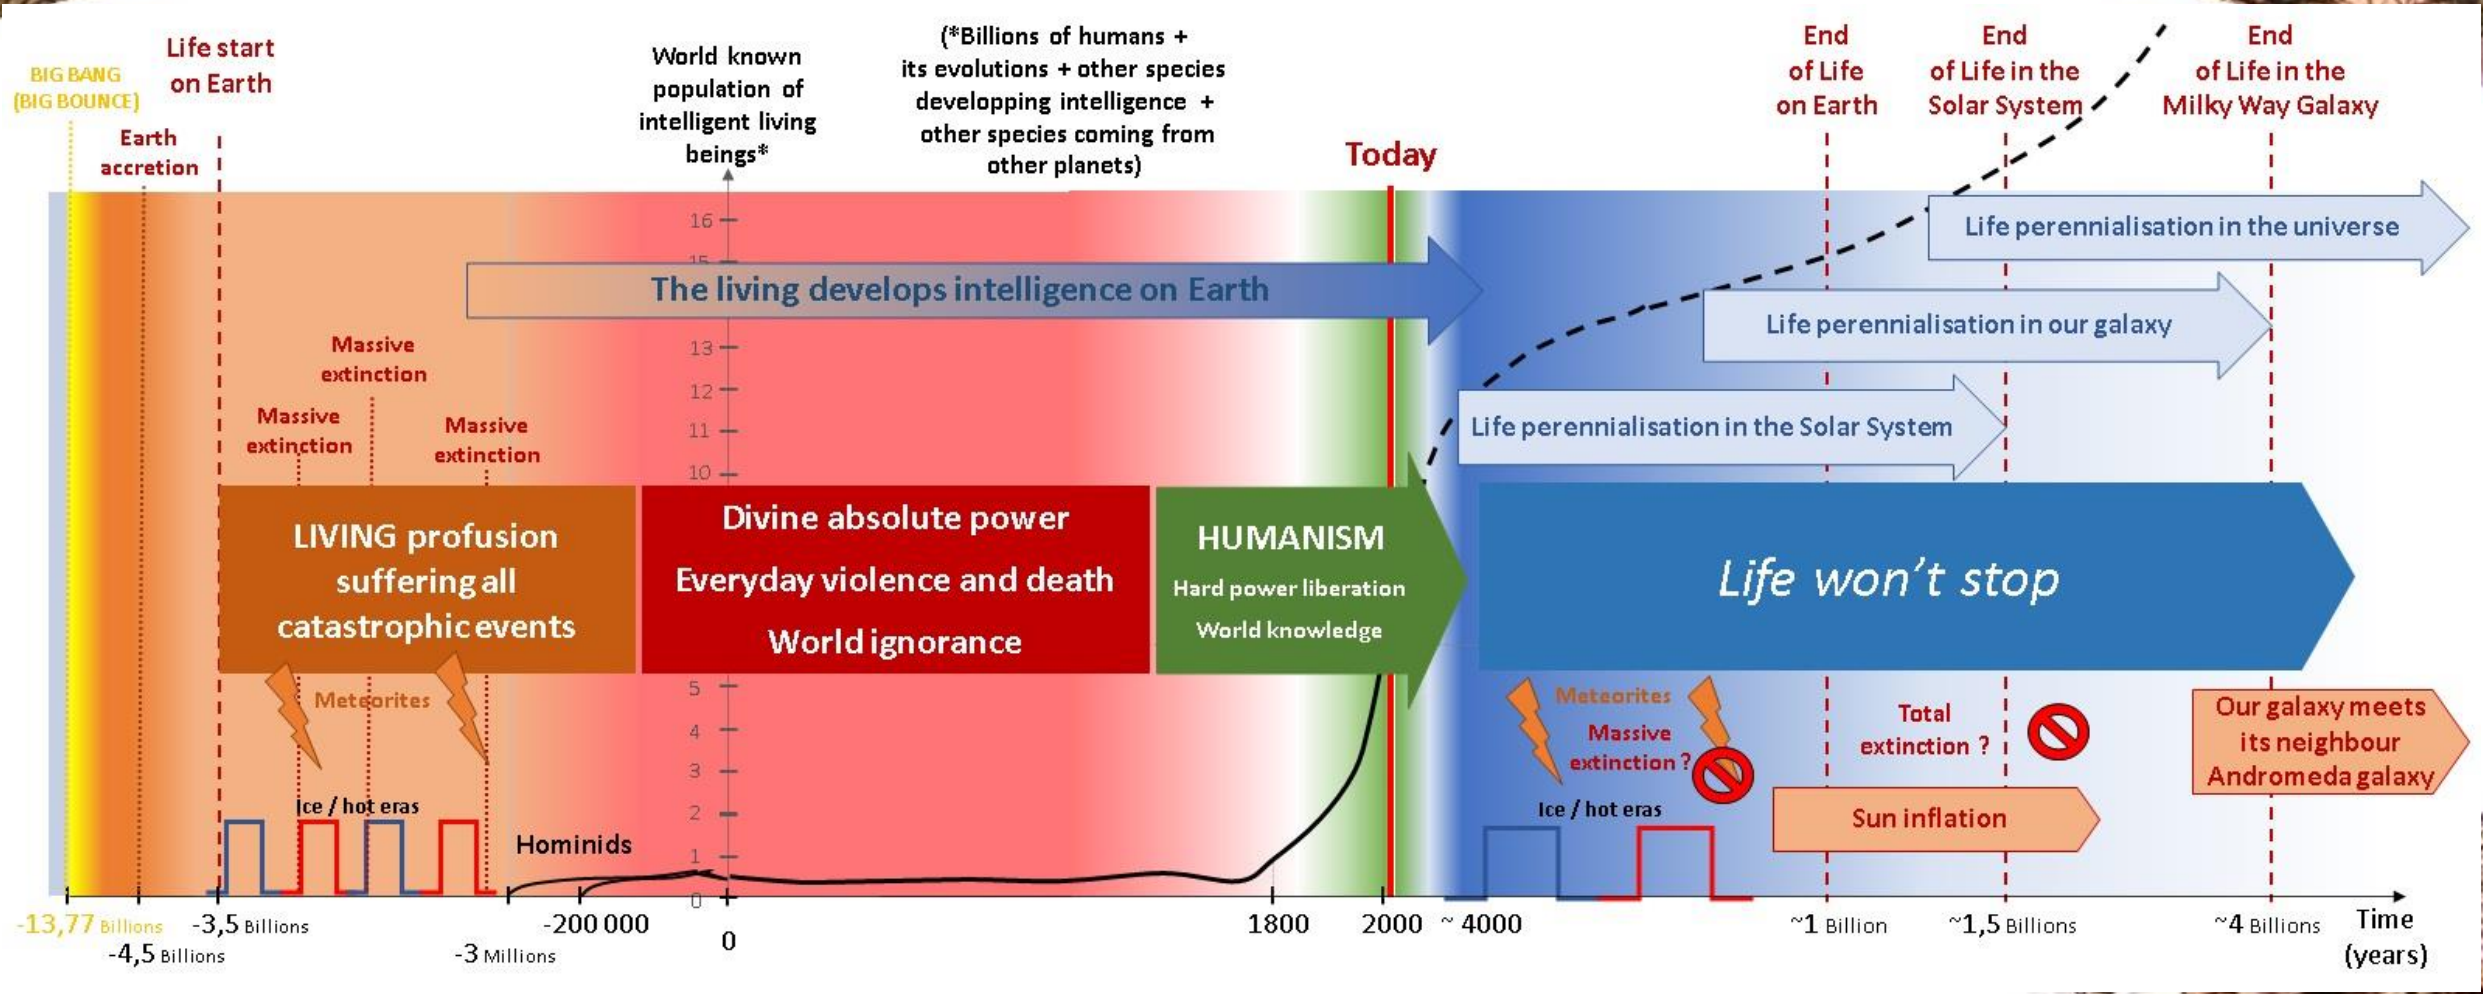 BIG BANG
(BIG BOUNCE)
Earth
accretion
Life start
on Earth
World known
population of
intelligent living
beings*
(*Billions of humans +
its evolutions + other species
developping intelligence +
other species coming from
other planets)
Today
End
of Life
on Earth
End
of Life in the
Solar System
End
of Life in the
Milky Way Galaxy
16
15
13
12
11
10
5
4
3
2
1
0
The living develops intelligence on Earth
Life perennialisation in the universe
Life perennialisation in our galaxy
Life perennialisation in the Solar System
Massive
extinction
Massive
extinction
Massive
extinction
LIVING profusion
suffering all
catastrophic events
Divine absolute power
Everyday violence and death
World ignorance
HUMANISM
Hard power liberation
World knowledge
Life won't stop
Meteorites
Ice / hot eras
Hominids
Meteorites
Massive
extinction ?
Ice / hot eras
Total
extinction ?
Sun inflation
Our galaxy meets
its neighbour
Andromeda galaxy
-13,77 Billions
-4,5 Billions
-3,5 Billions
-3 Millions
-200 000
0
1800
2000
~ 4000
~1 Billion
~1,5 Billions
~4 Billions
Time
(years)